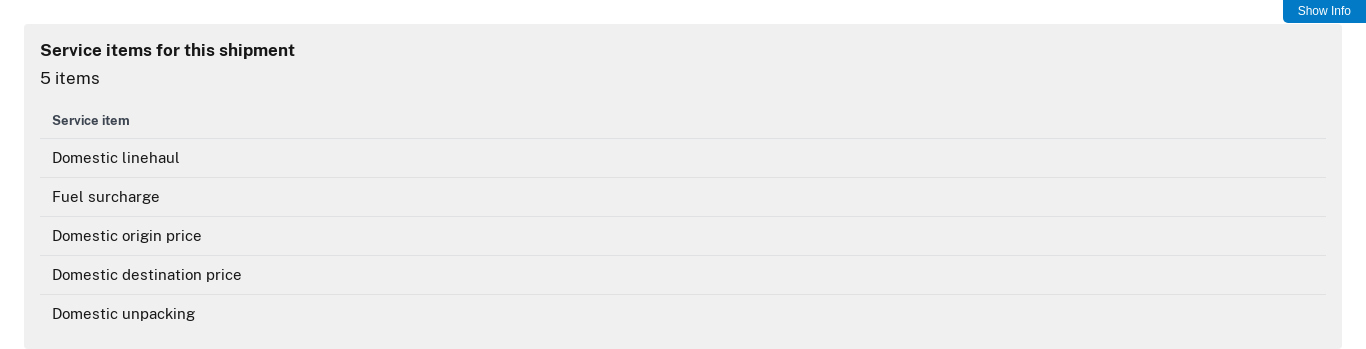 Show Info
Service items for this shipment
5 items
Service item
Domestic linehaul
Fuel surcharge
Domestic origin price
Domestic destination price
Domestic unpacking